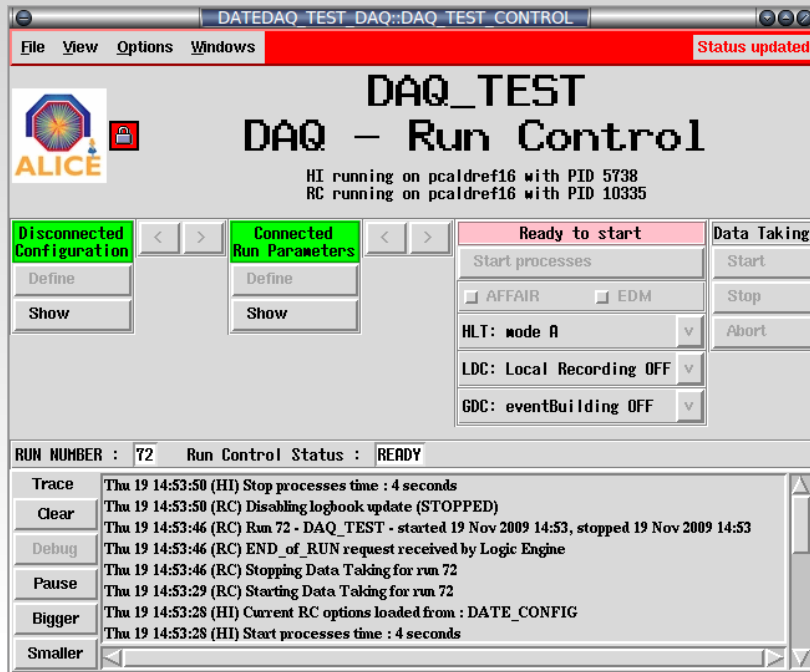 DATEDAQ_TEST_DAQ::DAQ_TEST_CONTROL
File View Options Windows
Status updated
DAQ_TEST
DAQ - Run Control
ALICE
HI running on pcaldref16 with PID 5738
RC running on pcaldref16 with PID 10335
Disconnected
Configuration
< >
Connected
Run Parameters
< >
Ready to start
Data Taking
Define
Define
Start processes
Start
Show
Show
AFFAIR EDM
Stop
HLT: mode A v
Abort
LDC: Local Recording OFF v
GDC: eventBuilding OFF v
RUN NUMBER : 72 Run Control Status : READY
Trace
Clear
Debug
Pause
Bigger
Smaller
Thu 19 14:53:50 (HI) Stop processes time : 4 seconds
Thu 19 14:53:50 (RC) Disabling logbook update (STOPPED)
Thu 19 14:53:46 (RC) Run 72 - DAQ_TEST - started 19 Nov 2009 14:53, stopped 19 Nov 2009 14:53
Thu 19 14:53:46 (RC) END_of_RUN request received by Logic Engine
Thu 19 14:53:46 (RC) Stopping Data Taking for run 72
Thu 19 14:53:29 (RC) Starting Data Taking for run 72
Thu 19 14:53:28 (HI) Current RC options loaded from : DATE_CONFIG
Thu 19 14:53:28 (HI) Start processes time : 4 seconds